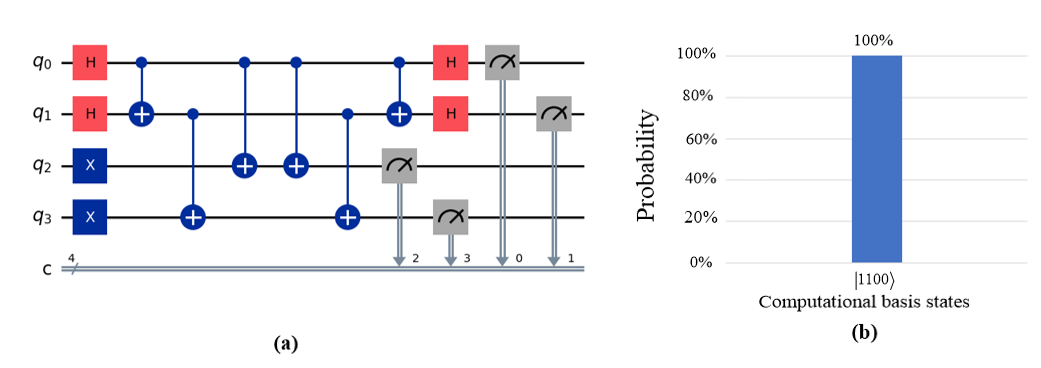 q0 H H
q1 H H
q2 X
q3 X
c 4 2 3 0 1
(a)
100%
100%
80%
60%
40%
20%
0%
Probability
|1100⟩
Computational basis states
(b)